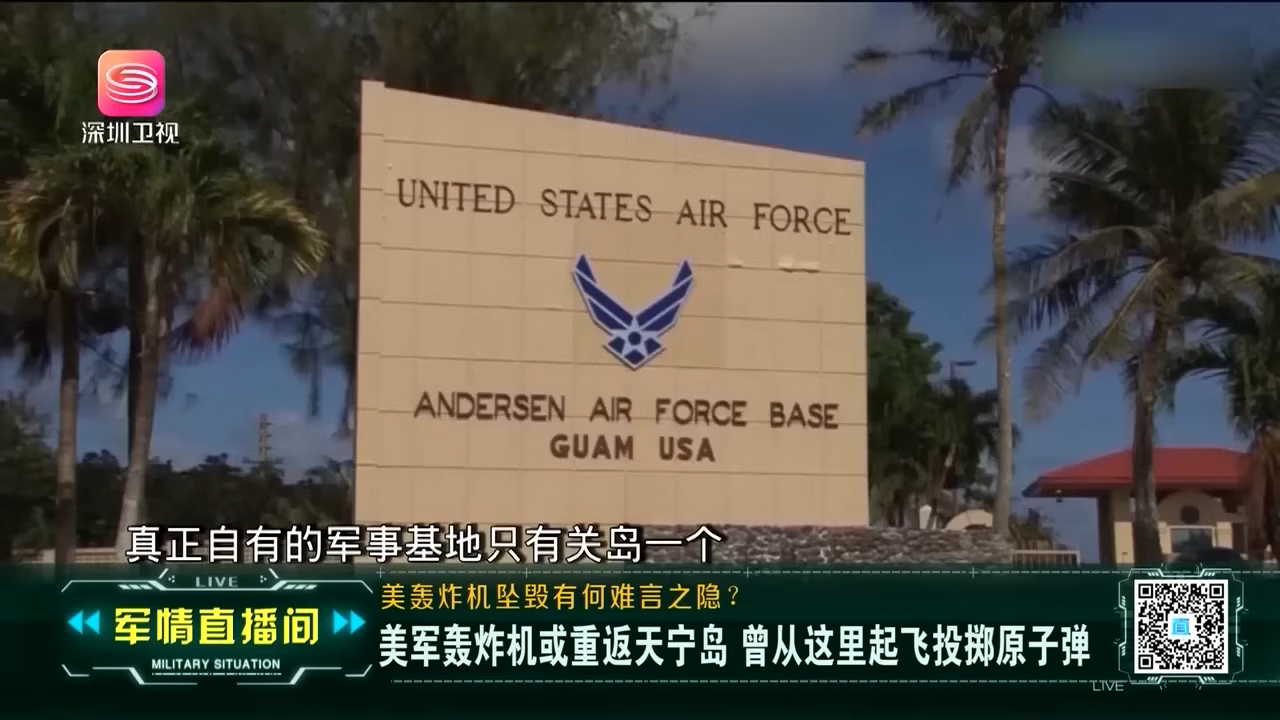 深圳卫视
UNITED STATES AIR FORCE
ANDERSEN AIR FORCE BASE
GUAM USA
真正自有的军事基地只有关岛一个
LIVE
军情直播间
MILITARY SITUATION
美轰炸机坠毁有何难言之隐？
美军轰炸机或重返天宁岛 曾从这里起飞投掷原子弹
直
LIVE